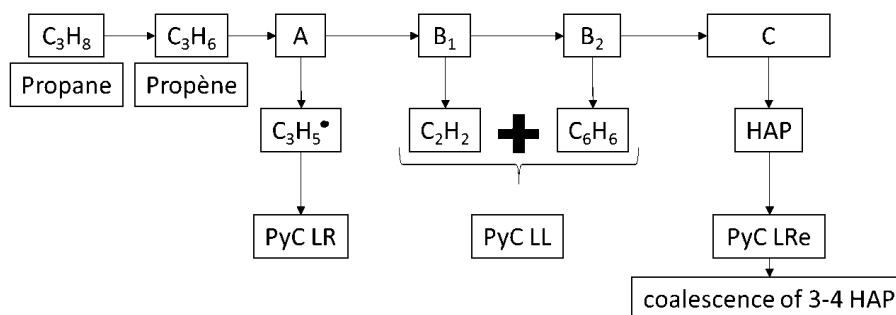 C₃H₈
C₃H₆
A
B₁
B₂
C
Propane
Propène
C₃H₅•
C₂H₂
+
C₆H₆
HAP
PyC LR
PyC LL
PyC LRe
coalescence of 3-4 HAP